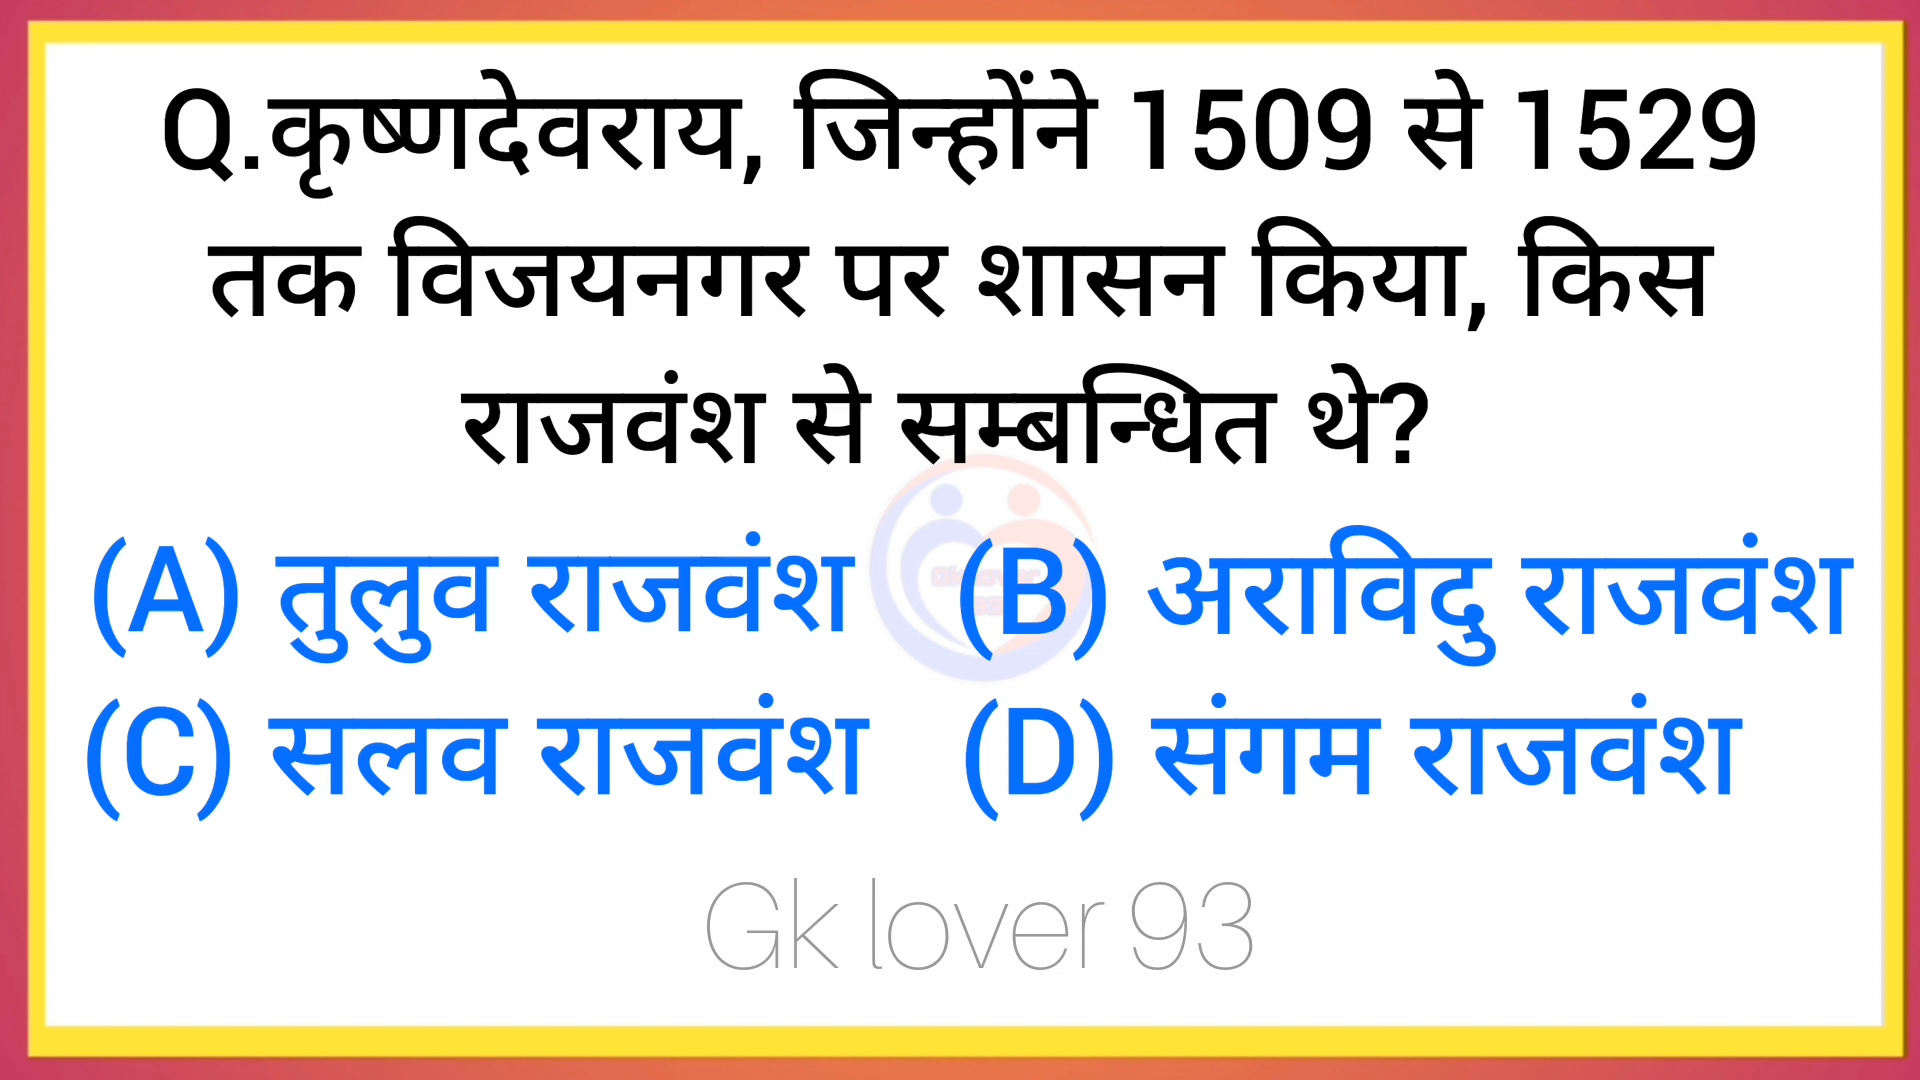 Q.कृष्णदेवराय, जिन्होंने 1509 से 1529
तक विजयनगर पर शासन किया, किस
राजवंश से सम्बन्धित थे?
(A) तुलुव राजवंश (B) अराविदु राजवंश
(C) सलव राजवंश (D) संगम राजवंश
Gk lover 93